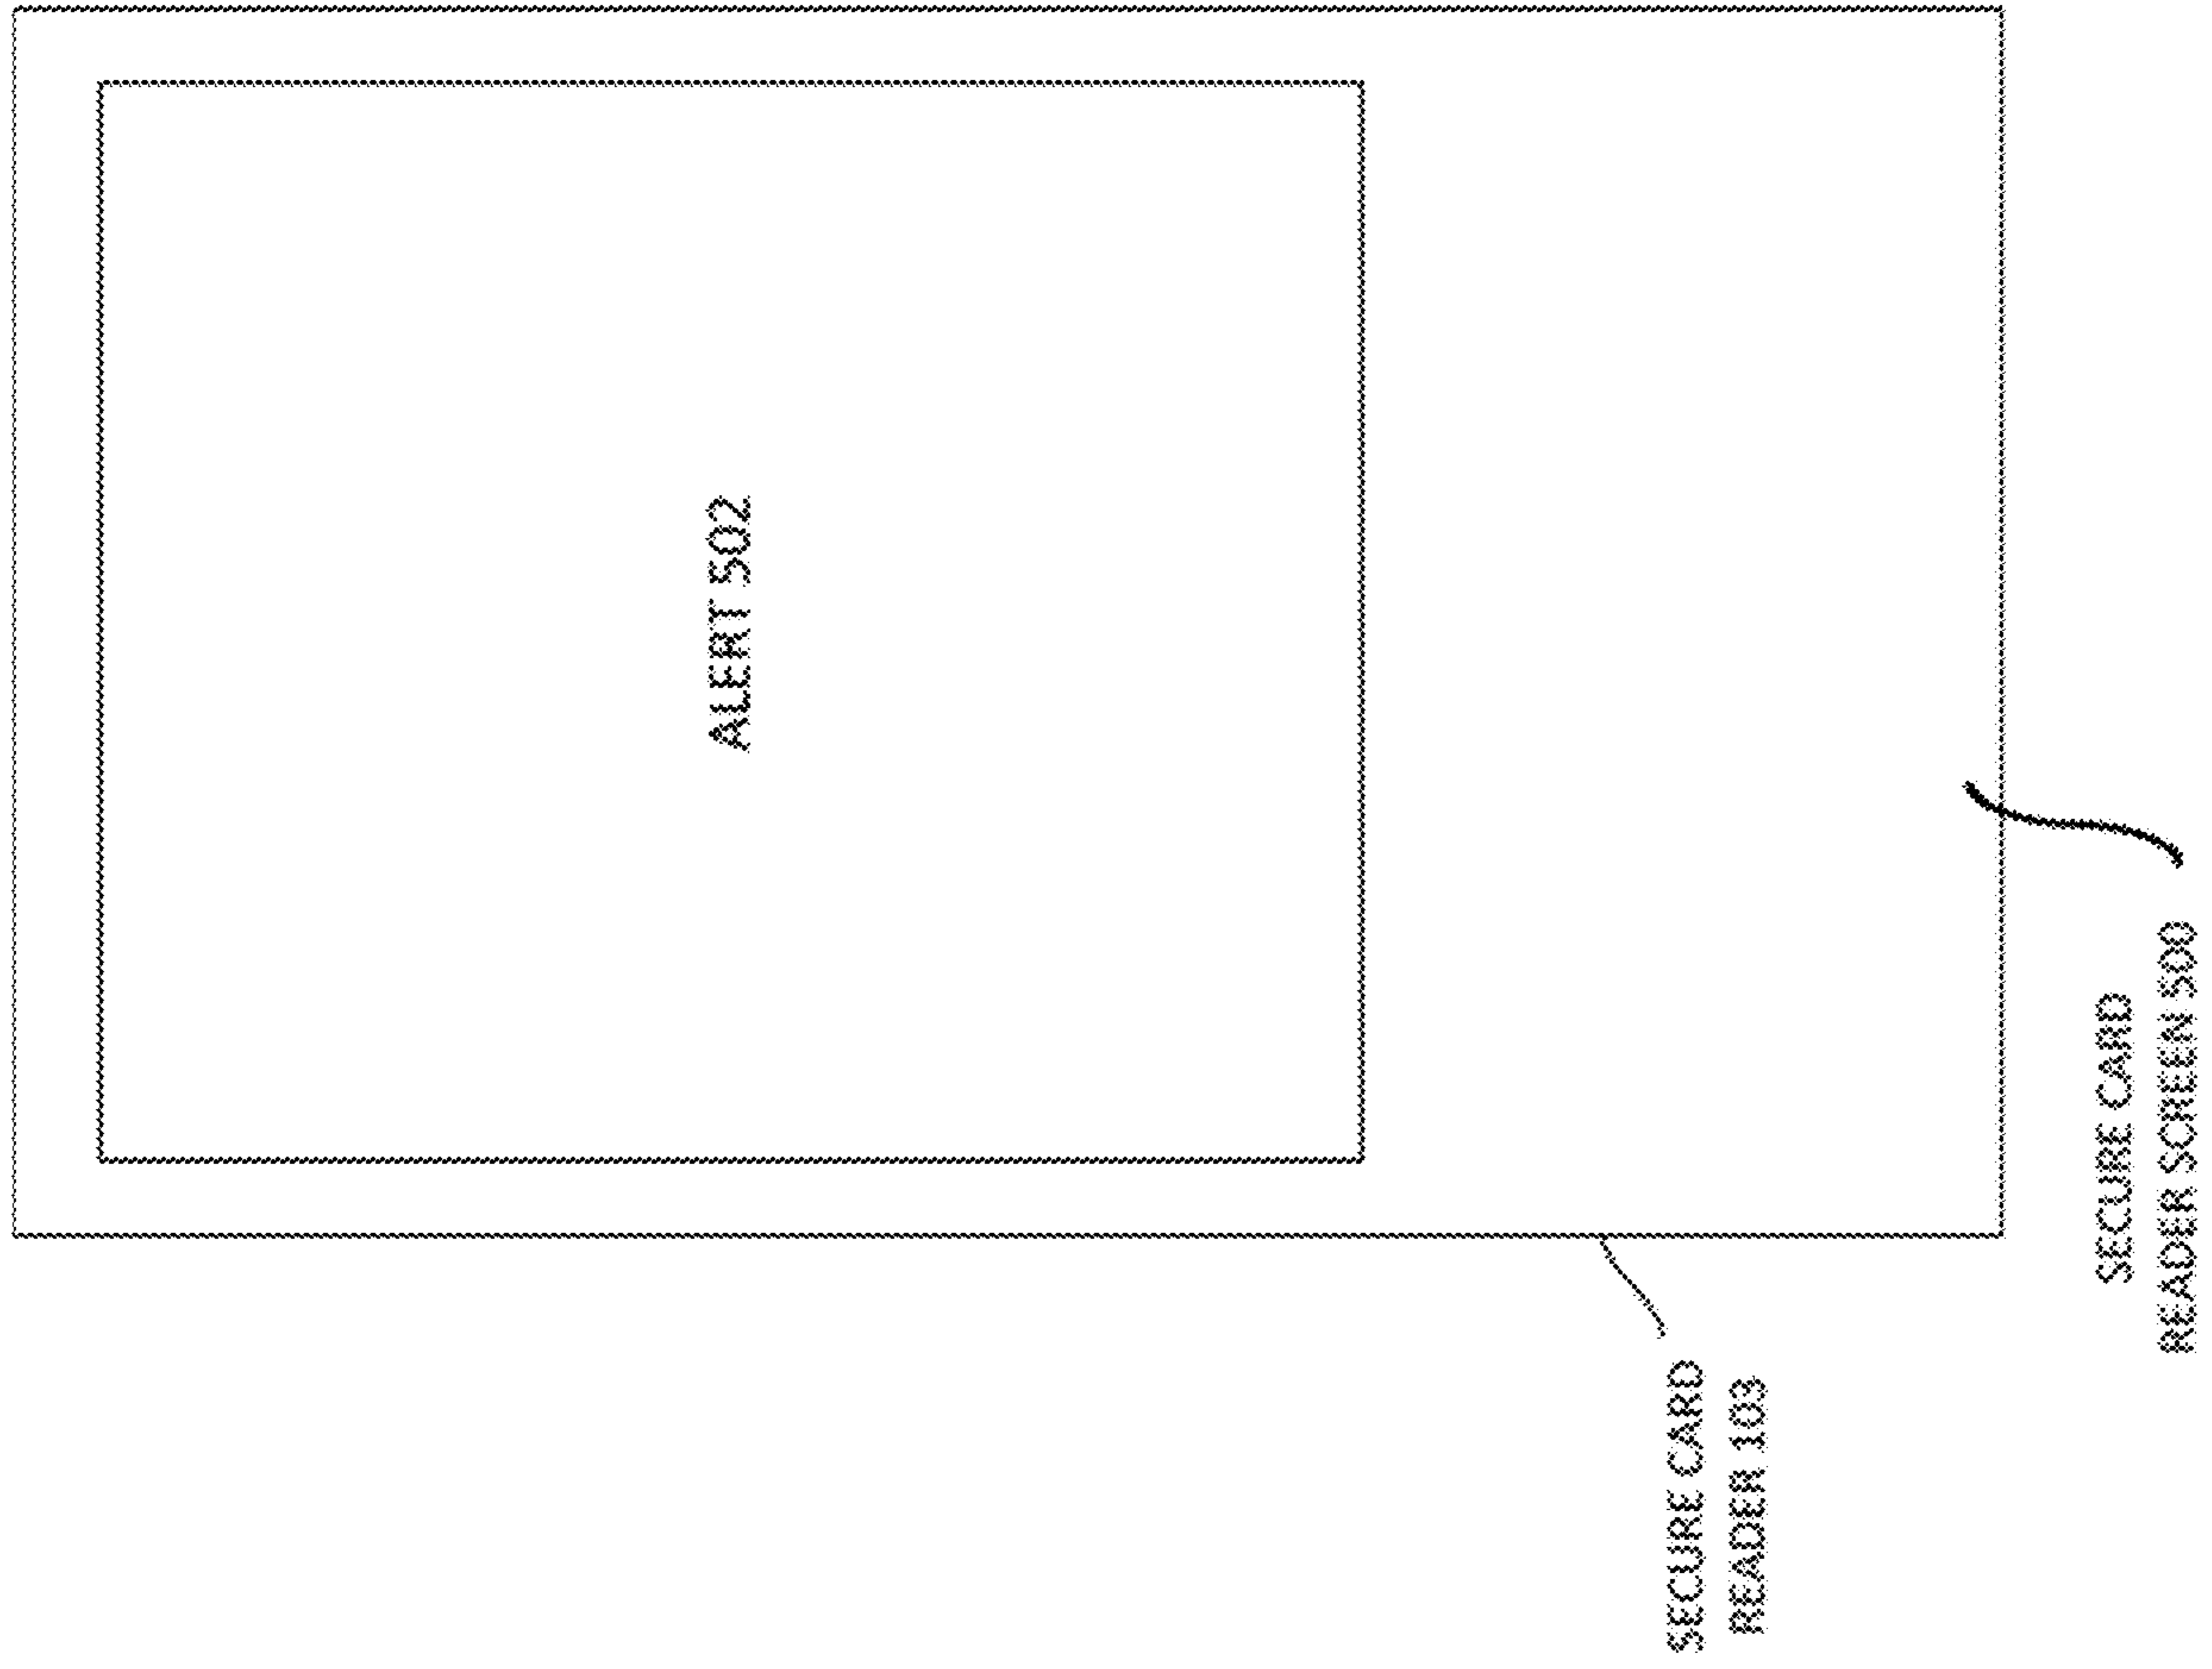 ALERT 502
SECURE CARD
READER 103
SECURE CARD
READER SCREEN 500